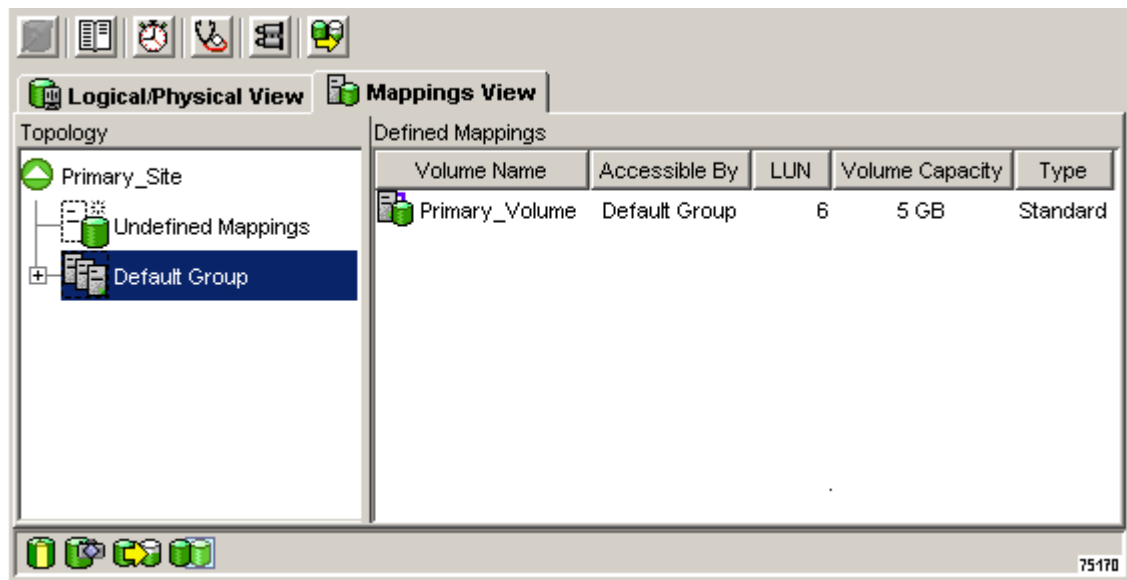 Logical/Physical View Mappings View
Topology
Primary_Site
Undefined Mappings
Default Group
Defined Mappings
Volume Name Accessible By LUN Volume Capacity Type
Primary_Volume Default Group 6 5 GB Standard
75170